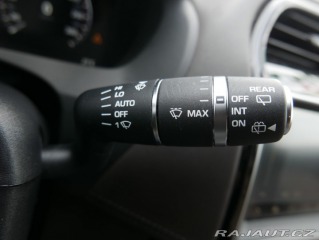 REAR
HI
LO
AUTO
OFF
1
MAX
OFF
INT
ON
RAJAUT.CZ